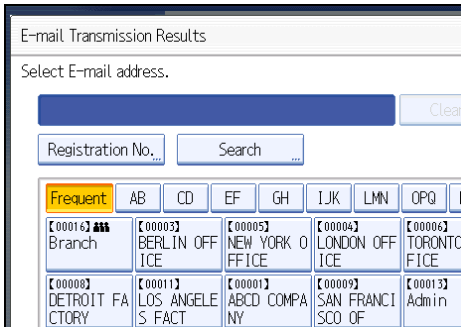 E-mail Transmission Results
Select E-mail address.
Clear
Registration No.... Search ...
Frequent AB CD EF GH IJK LMN OPQ
[00016] [00003] [00005] [00004] [00006]
Branch BERLIN OFF NEW YORK O LONDON OFF TORONTO
ICE FFICE ICE FICE
[00008] [00011] [00001] [00009] [00013]
DETROIT FA LOS ANGELE ABCD COMPA SAN FRANCI Admin
CTORY S FACT NY SCO OF